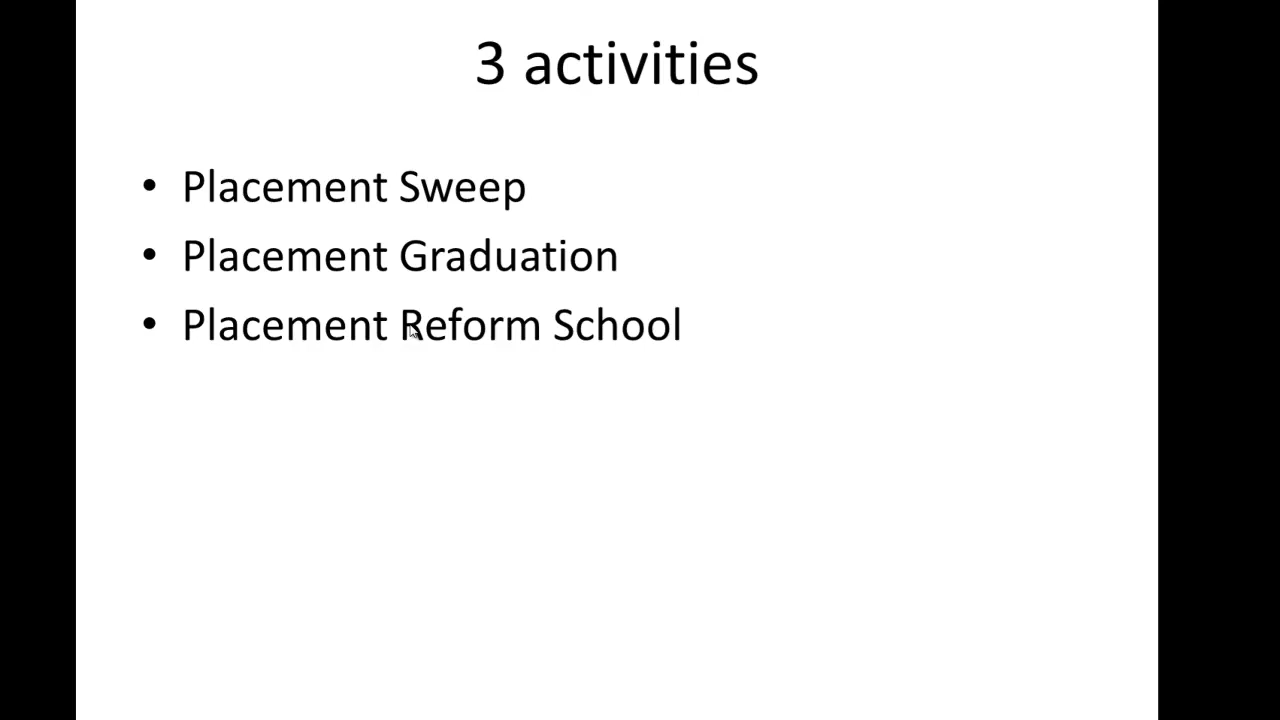 3 activities
• Placement Sweep
• Placement Graduation
• Placement Reform School